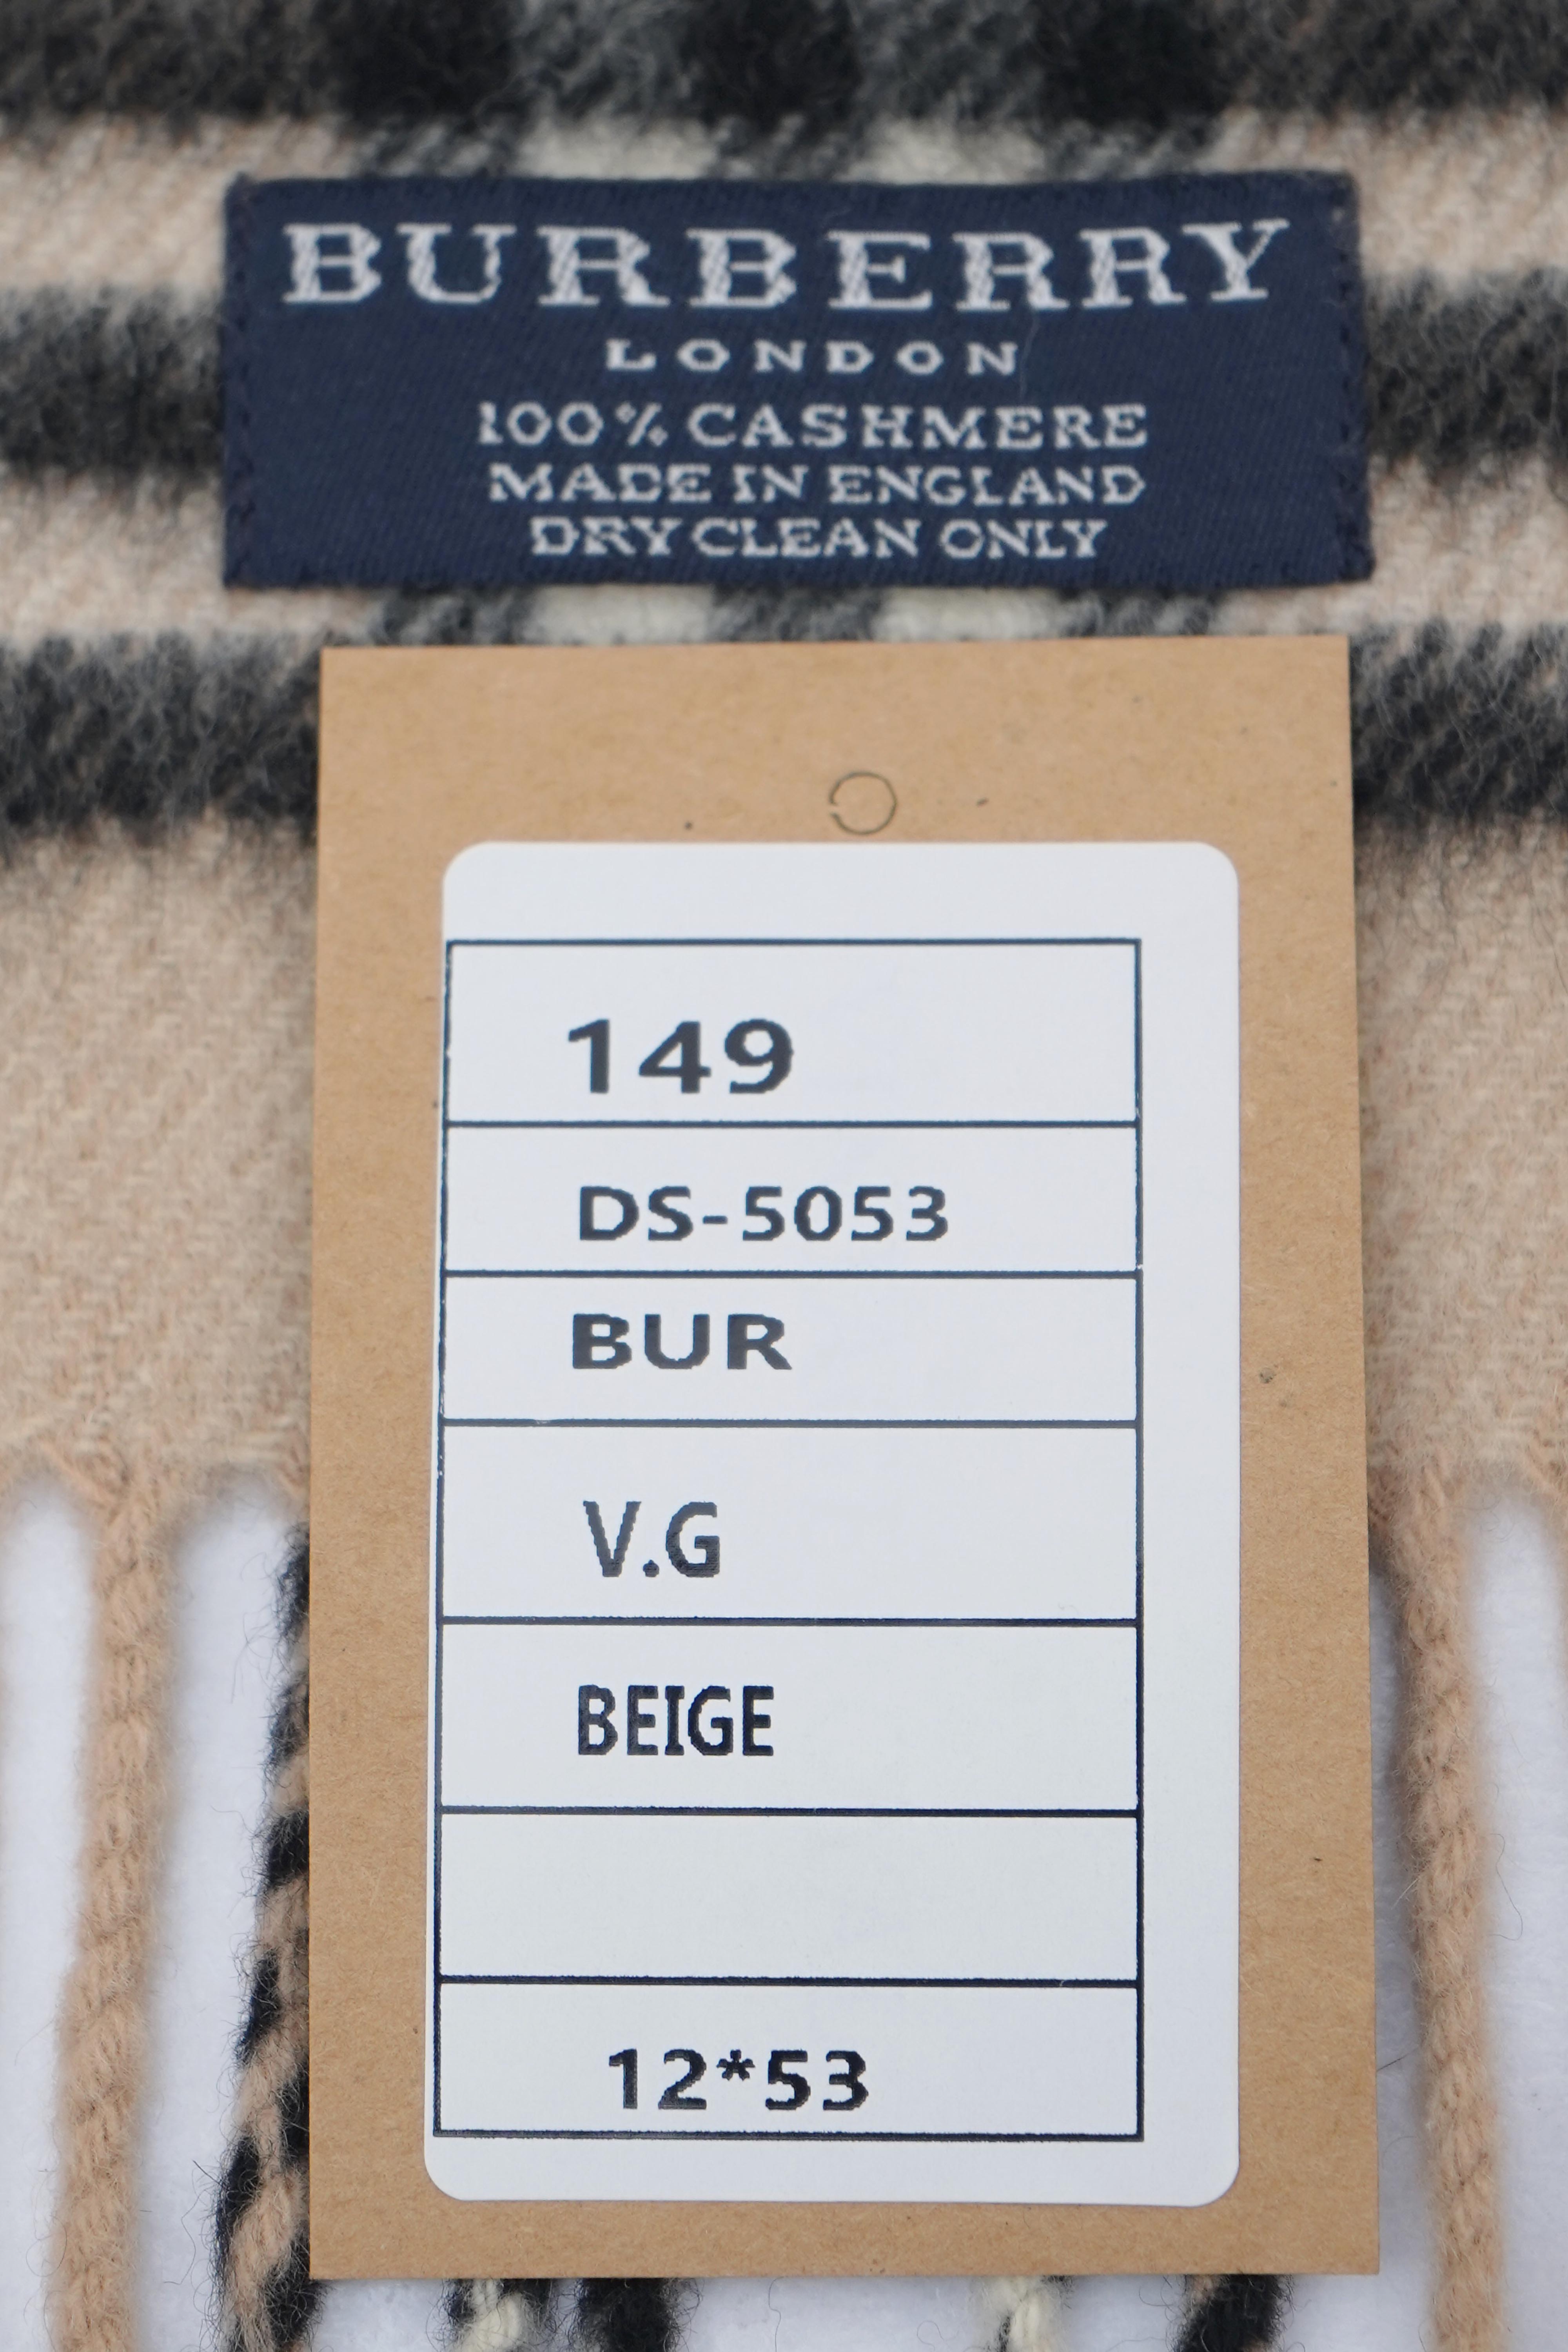 BURBERRY
LONDON
100% CASHMERE
MADE IN ENGLAND
DRY CLEAN ONLY
149
DS-5053
BUR
V.G
BEIGE
12*53